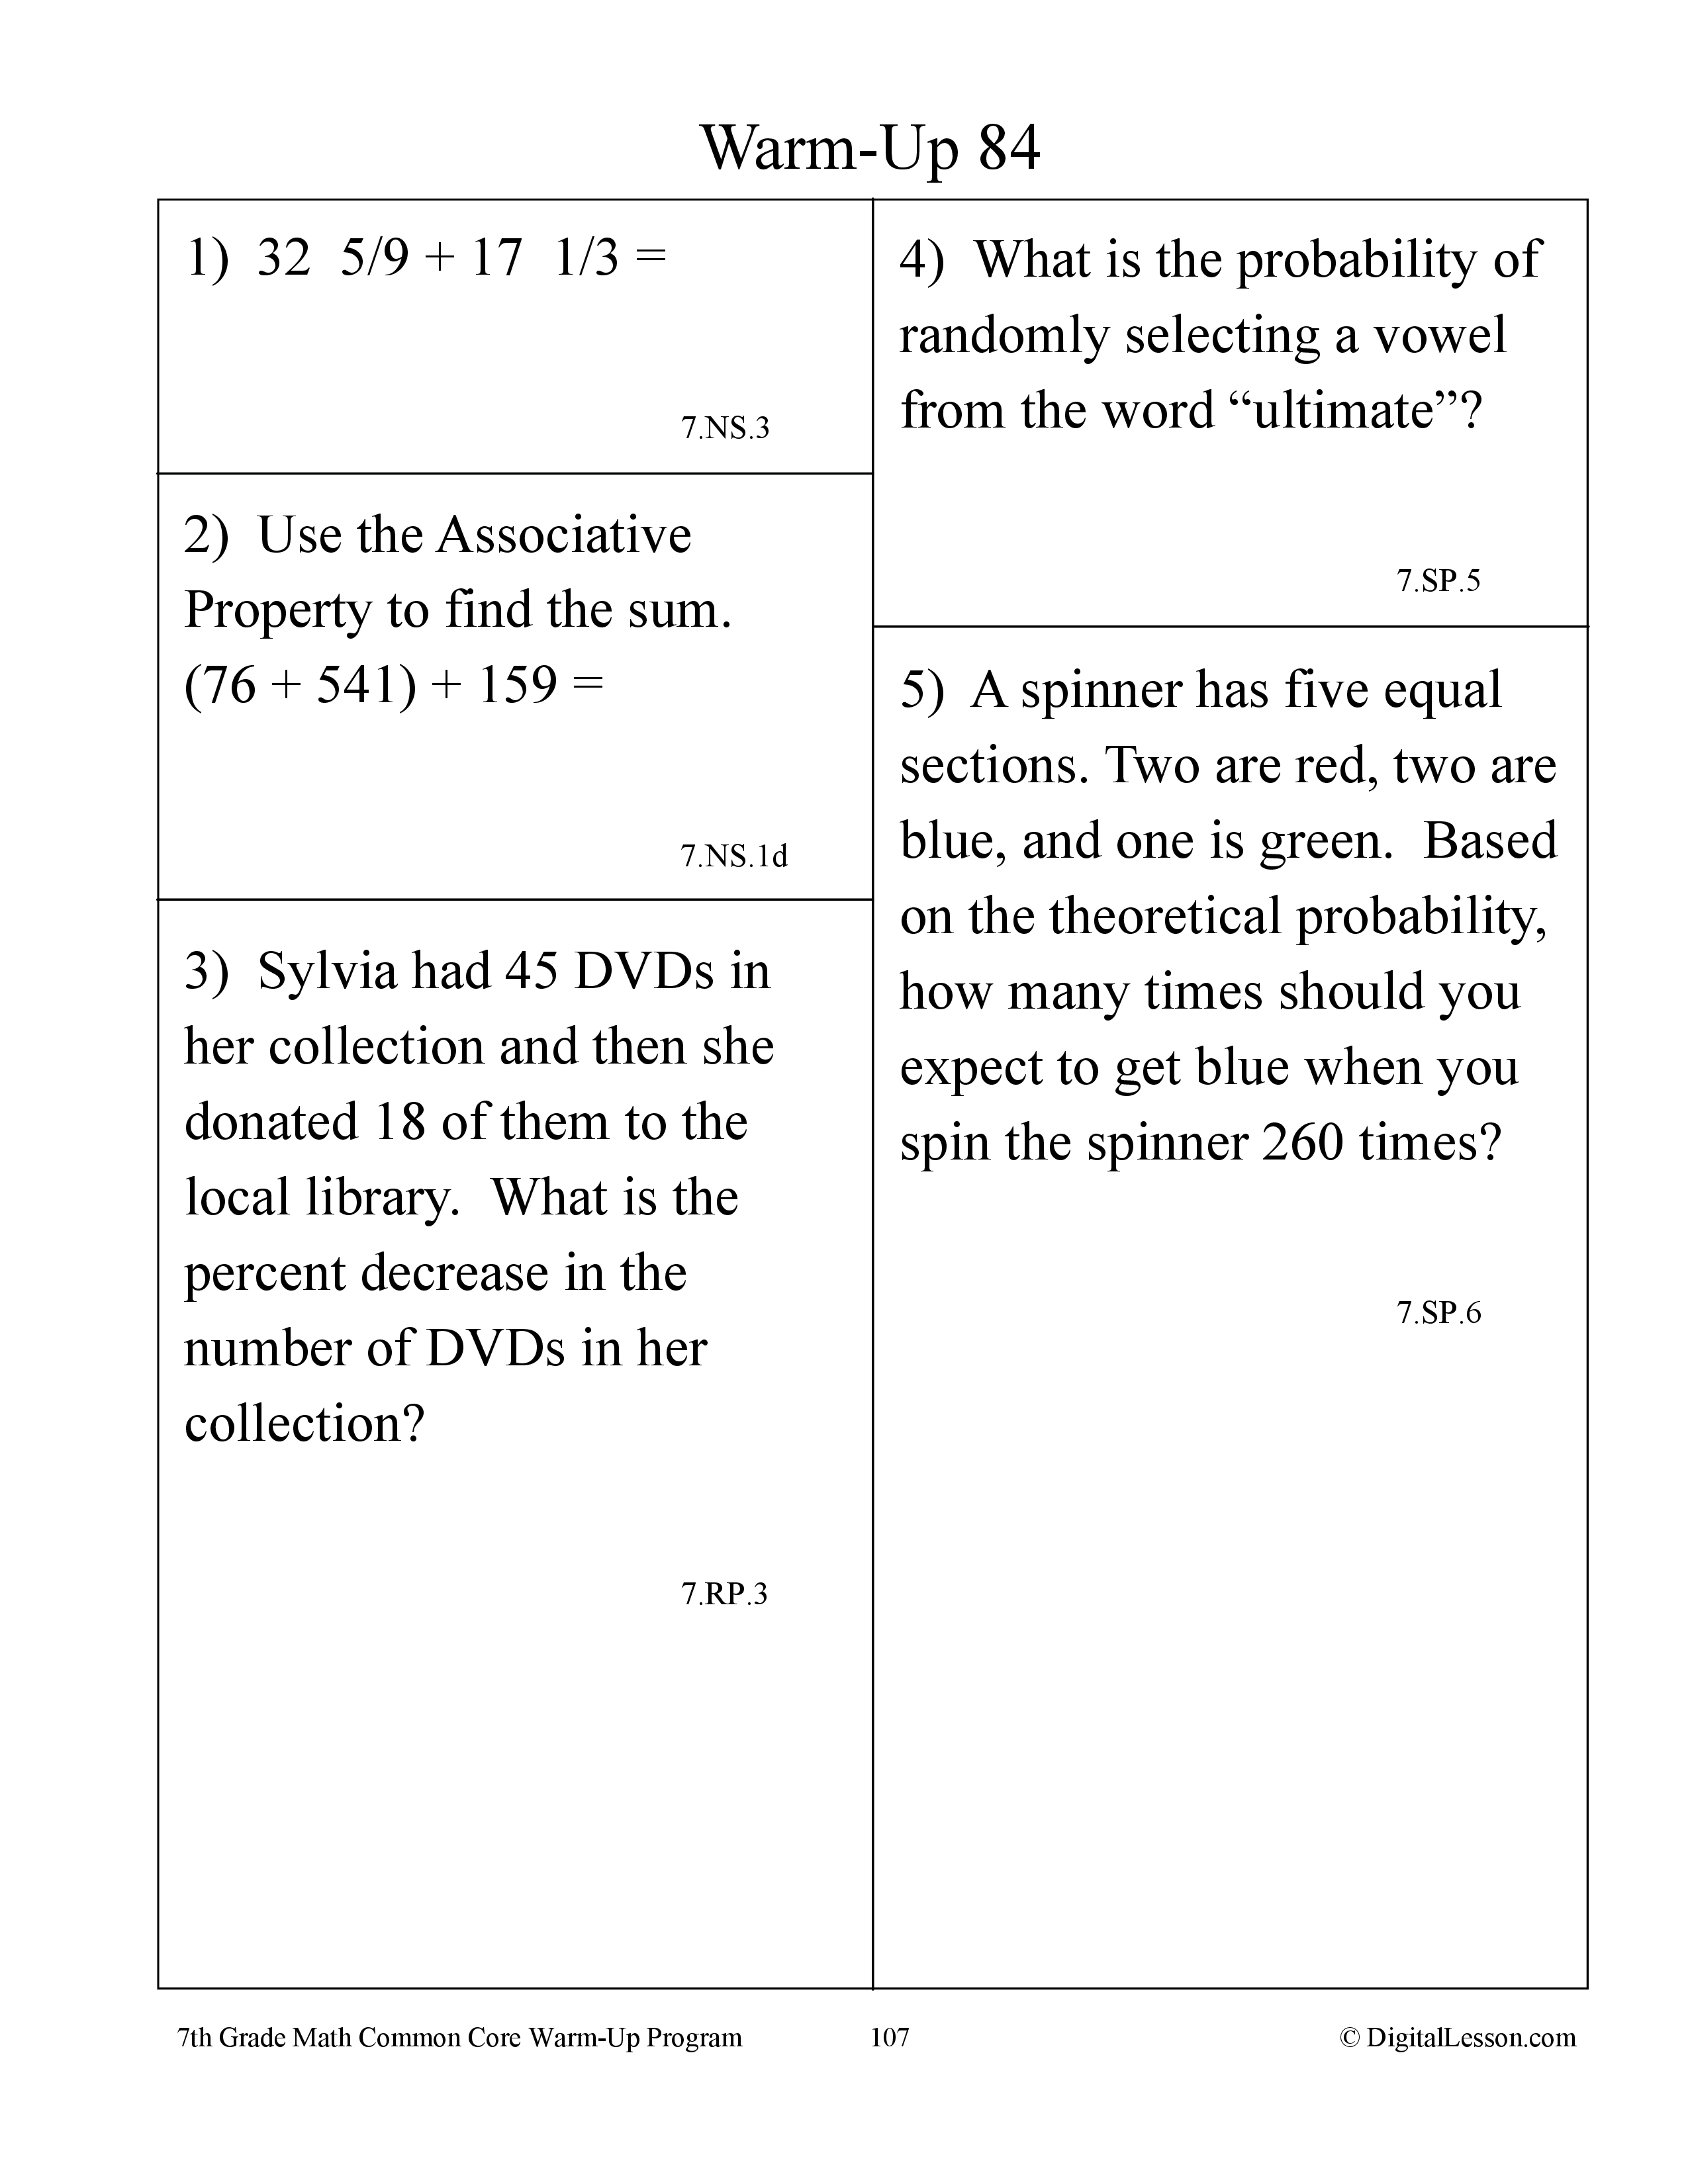 Warm-Up 84
1)  32  5/9 + 17  1/3 =
7.NS.3
2)  Use the Associative
Property to find the sum.
(76 + 541) + 159 =
7.NS.1d
3)  Sylvia had 45 DVDs in
her collection and then she
donated 18 of them to the
local library.  What is the
percent decrease in the
number of DVDs in her
collection?
7.RP.3
4)  What is the probability of
randomly selecting a vowel
from the word “ultimate”?
7.SP.5
5)  A spinner has five equal
sections. Two are red, two are
blue, and one is green.  Based
on the theoretical probability,
how many times should you
expect to get blue when you
spin the spinner 260 times?
7.SP.6
7th Grade Math Common Core Warm-Up Program
107
© DigitalLesson.com